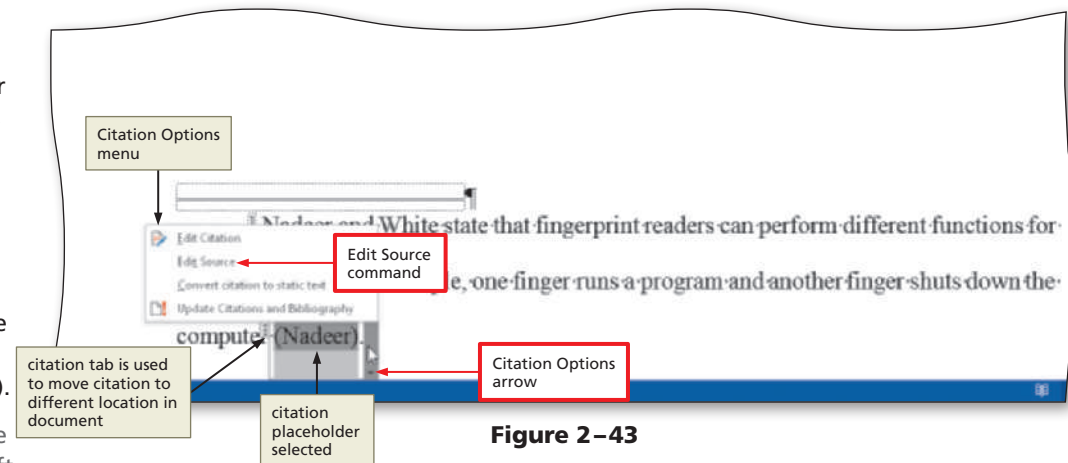 r
Citation Options
menu
¶
Nadeer and White·state·that·fingerprint·readers·can·perform·different·functions·for·
Edit Citation
Edit Source
Edit Source
command
Convert citation to static text
e,·one·finger·runs·a·program·and·another·finger·shuts·down·the·
Update Citations and Bibliography
e
compute
(Nadeer).
citation tab is used
to move citation to
different location in
document
).
Citation Options
arrow
citation
placeholder
selected
e
Figure 2–43